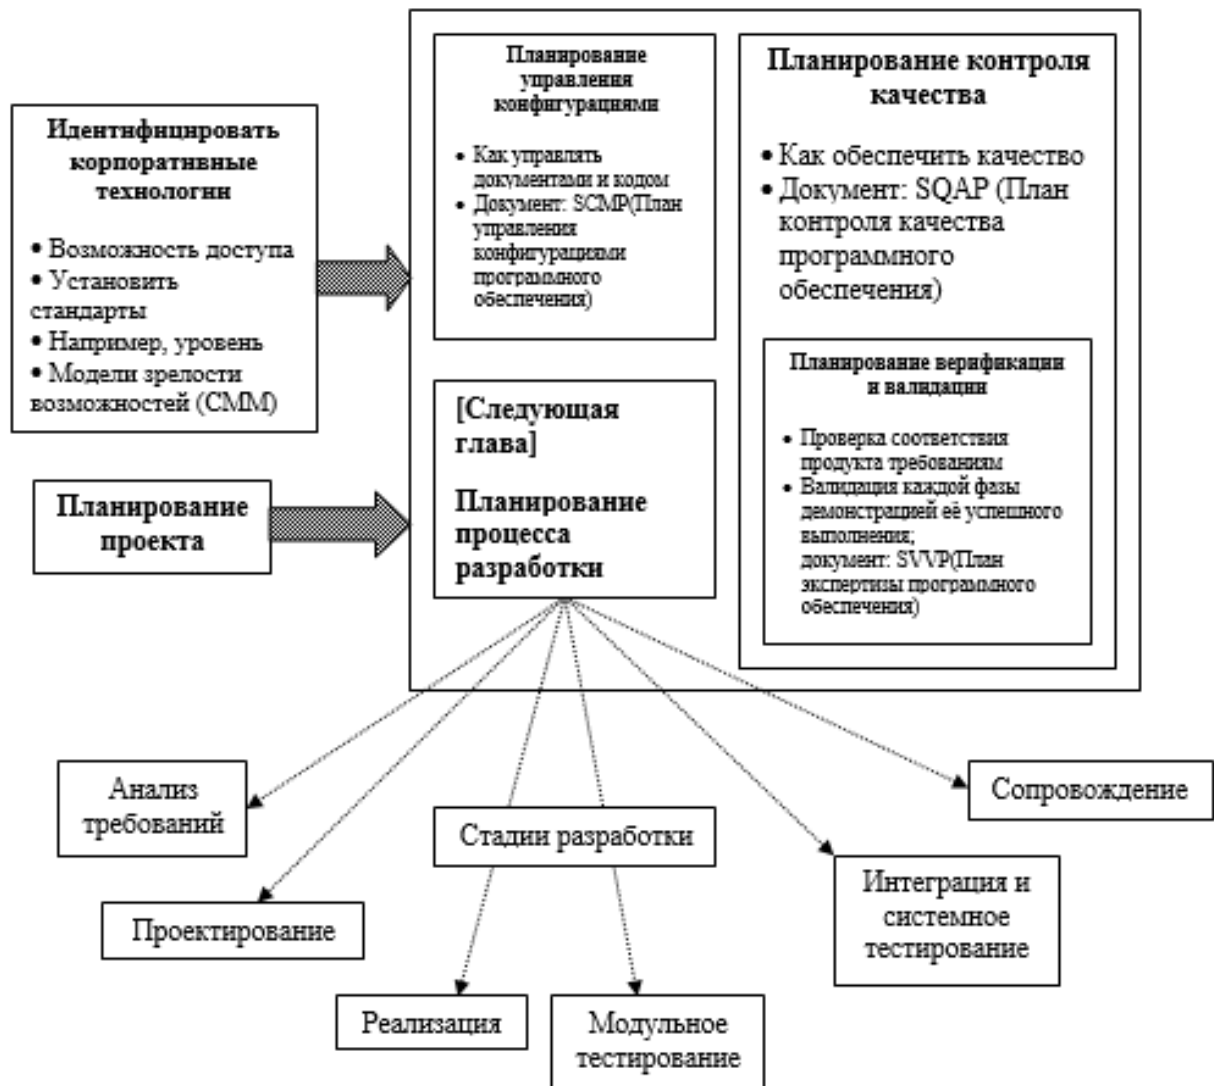 Идентифицировать
корпоративные
технологии
• Возможность доступа
• Установить
стандарты
• Например, уровень
• Модели зрелости
возможностей (CMM)
Планирование
проекта
Планирование
управления
конфигурациями
• Как управлять
документами и кодом
• Документ: SCMP(План
управления
конфигурациями
программного
обеспечения)
[Следующая
глава]
Планирование
процесса
разработки
Планирование контроля
качества
• Как обеспечить качество
• Документ: SQAP (План
контроля качества
программного
обеспечения)
Планирование верификации
и валидации
• Проверка соответствия
продукта требованиям
• Валидация каждой фазы
демонстрацией её успешного
выполнения;
документ: SVVP(План
экспертизы программного
обеспечения)
Анализ
требований
Проектирование
Стадии разработки
Реализация
Модульное
тестирование
Интеграция и
системное
тестирование
Сопровождение